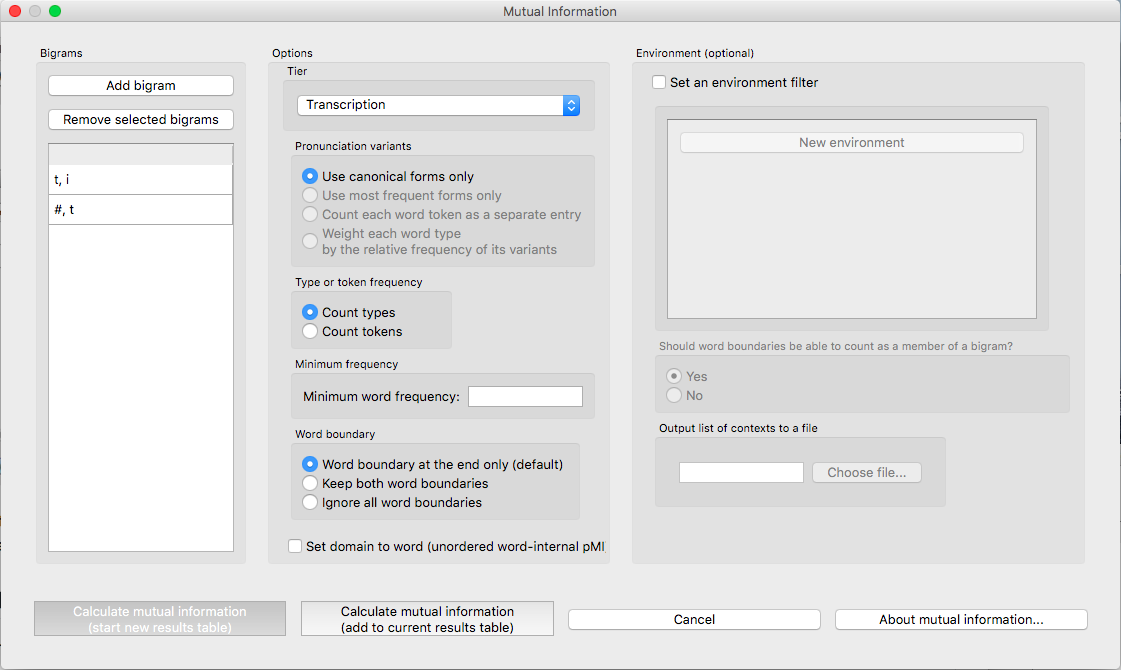 Mutual Information
Bigrams
Add bigram
Remove selected bigrams
t, i
#, t
Options
Tier
Transcription
Pronunciation variants
Use canonical forms only
Use most frequent forms only
Count each word token as a separate entry
Weight each word type
by the relative frequency of its variants
Type or token frequency
Count types
Count tokens
Minimum frequency
Minimum word frequency:
Word boundary
Word boundary at the end only (default)
Keep both word boundaries
Ignore all word boundaries
Set domain to word (unordered word-internal pMI
Environment (optional)
Set an environment filter
New environment
Should word boundaries be able to count as a member of a bigram?
Yes
No
Output list of contexts to a file
Choose file...
Calculate mutual information
(start new results table)
Calculate mutual information
(add to current results table)
Cancel
About mutual information...